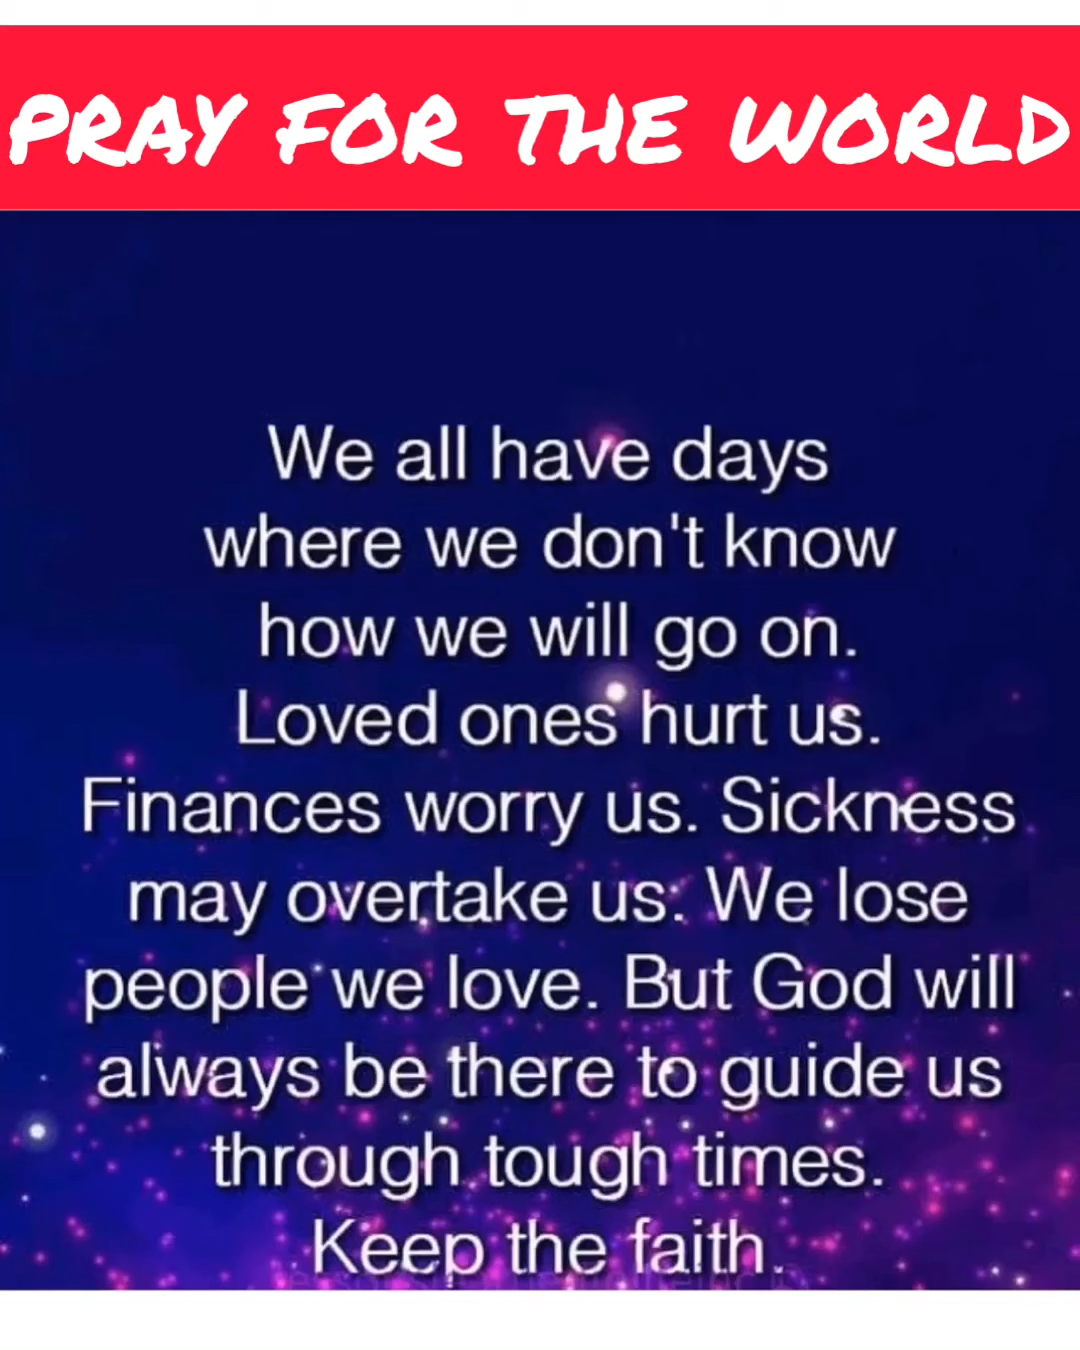 PRAY FOR THE WORLD
We all have days
where we don't know
how we will go on.
Loved ones hurt us.
Finances worry us. Sickness
may overtake us. We lose
people we love. But God will
always be there to guide us
through tough times.
Keep the faith.